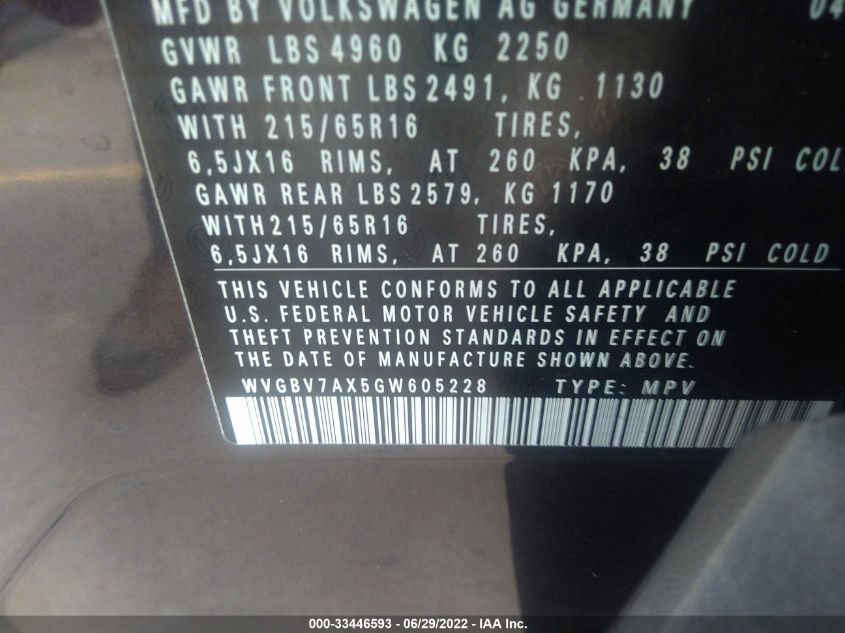 MFD BY VOLKSWAGEN AG GERMANY 04
GVWR LBS 4960 KG 2250
GAWR FRONT LBS 2491, KG 1130
WITH 215/65R16 TIRES,
6,5JX16 RIMS, AT 260 KPA, 38 PSI COL
GAWR REAR LBS 2579, KG 1170
WITH 215/65R16 TIRES,
6,5JX16 RIMS, AT 260 KPA, 38 PSI COLD
THIS VEHICLE CONFORMS TO ALL APPLICABLE
U.S. FEDERAL MOTOR VEHICLE SAFETY AND
THEFT PREVENTION STANDARDS IN EFFECT ON
THE DATE OF MANUFACTURE SHOWN ABOVE.
WVGBV7AX5GW605228 TYPE: MPV
000-33446593 - 06/29/2022 - IAA Inc.